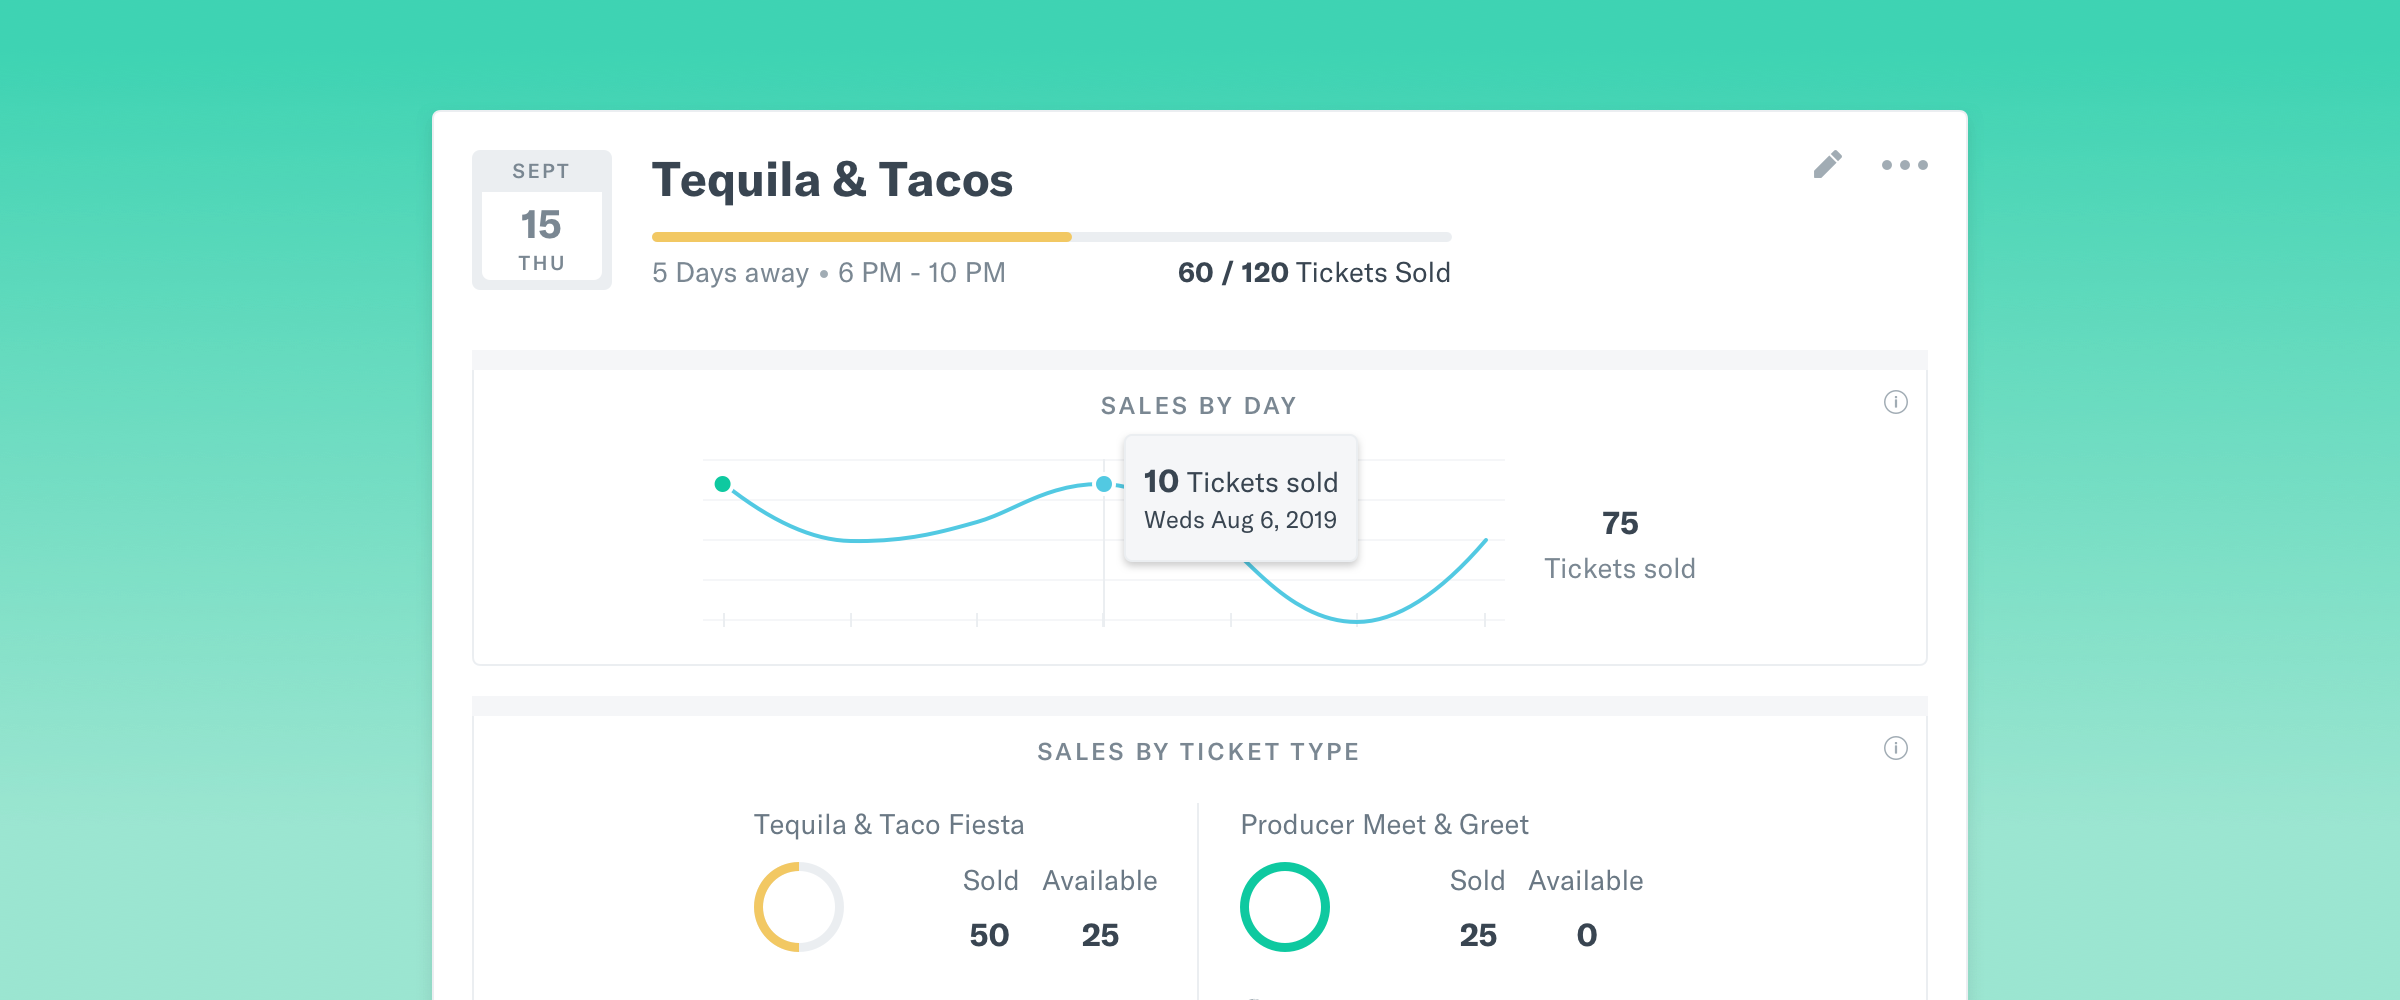 SEPT
15
THU
Tequila & Tacos
5 Days away • 6 PM - 10 PM
60 / 120 Tickets Sold
SALES BY DAY
10 Tickets sold
Weds Aug 6, 2019
75
Tickets sold
SALES BY TICKET TYPE
Tequila & Taco Fiesta
Sold Available
50 25
Producer Meet & Greet
Sold Available
25 0